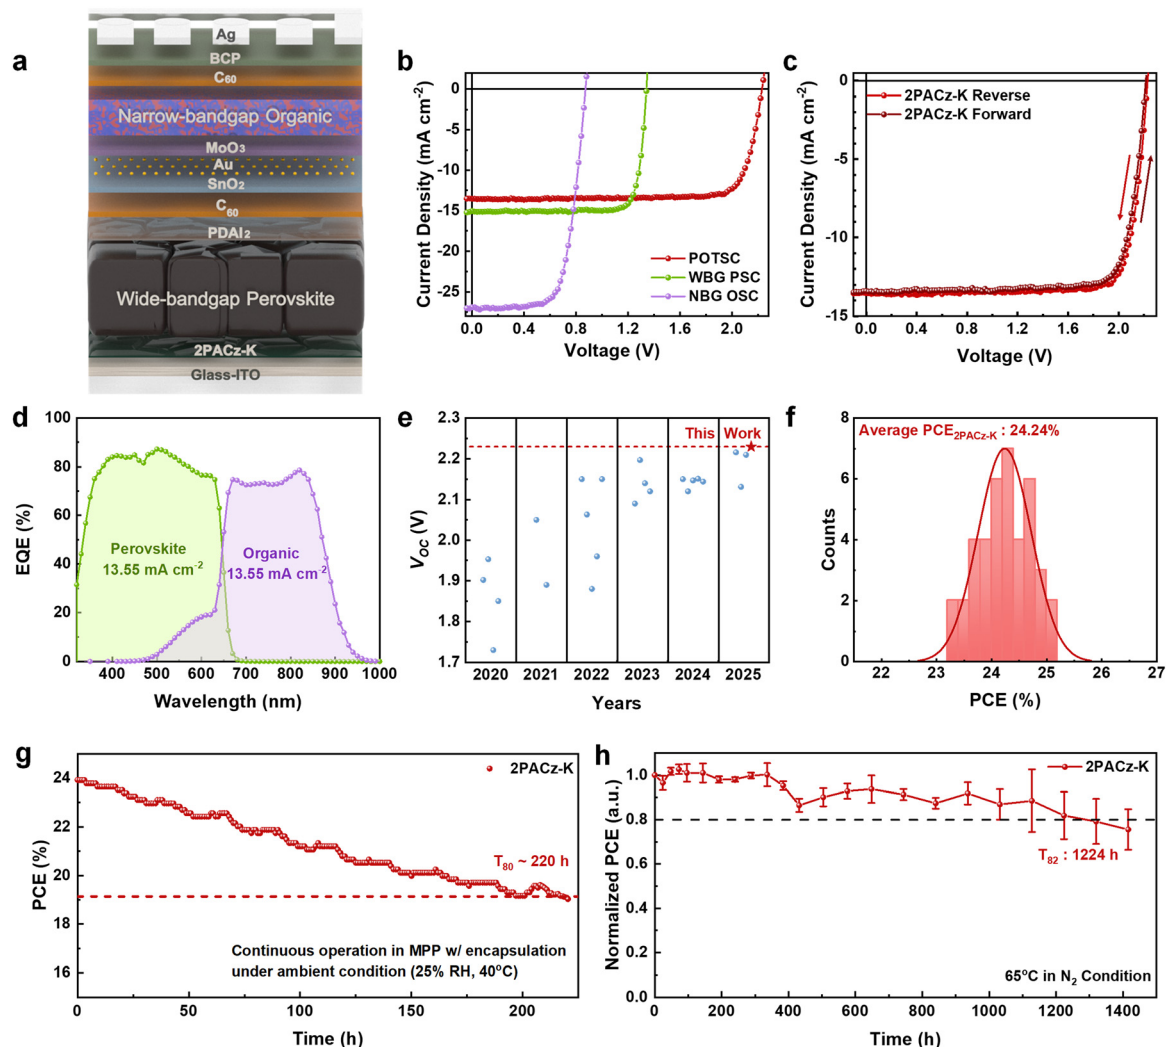 a
Ag
BCP
C₆₀
Narrow-bandgap Organic
MoO₃
Au
SnO₂
C₆₀
PDAI₂
Wide-bandgap Perovskite
2PACz-K
Glass-ITO
b
0
-5
-10
-15
-20
-25
Current Density (mA cm⁻²)
POTSC
WBG PSC
NBG OSC
0.0 0.4 0.8 1.2 1.6 2.0
Voltage (V)
c
2PACz-K Reverse
2PACz-K Forward
0
-5
-10
-15
Current Density (mA cm⁻²)
0.0 0.5 1.0 1.5 2.0
Voltage (V)
d
100
80
60
40
20
0
EQE (%)
Perovskite
13.55 mA cm⁻²
Organic
13.55 mA cm⁻²
400 500 600 700 800 900 1000
Wavelength (nm)
e
2.3
2.2
2.1
2.0
1.9
1.8
1.7
V_OC (V)
This Work
2020 2021 2022 2023 2024 2025
Years
f
8
6
4
2
0
Counts
Average PCE₂PACz-K : 24.24%
22 23 24 25 26 27
PCE (%)
g
24
22
20
18
16
PCE (%)
2PACz-K
T₈₀ ~ 220 h
Continuous operation in MPP w/ encapsulation
under ambient condition (25% RH, 40°C)
0 50 100 150 200
Time (h)
h
1.0
0.8
0.6
0.4
0.2
0.0
Normalized PCE (a.u.)
2PACz-K
T₈₂ : 1224 h
65°C in N₂ Condition
0 200 400 600 800 1000 1200 1400
Time (h)